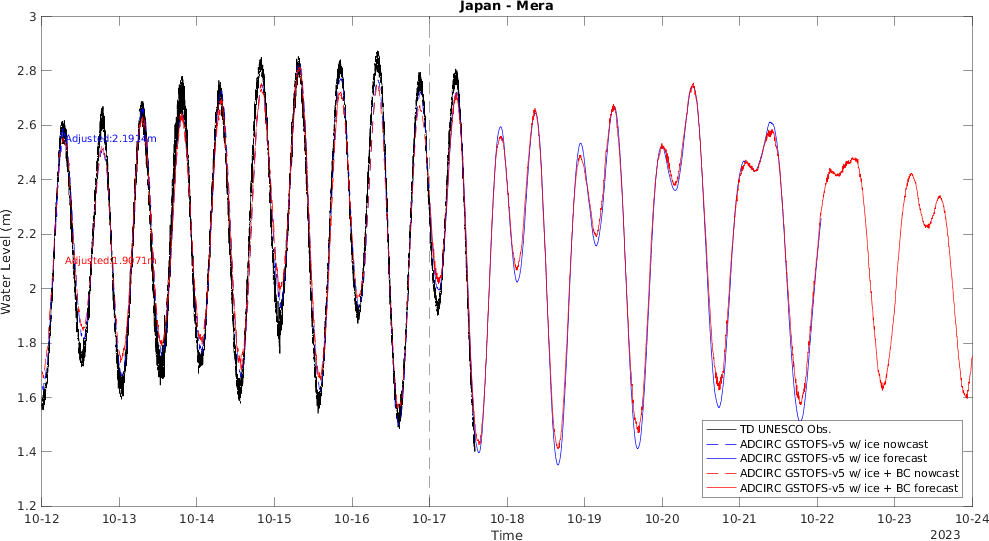 Japan - Mera
Water Level (m)
3
2.8
2.6
2.4
2.2
2
1.8
1.6
1.4
1.2
Adjusted:2.1914m
Adjusted:1.9071m
TD UNESCO Obs.
ADCIRC GSTOFS-v5 w/ ice nowcast
ADCIRC GSTOFS-v5 w/ ice forecast
ADCIRC GSTOFS-v5 w/ ice + BC nowcast
ADCIRC GSTOFS-v5 w/ ice + BC forecast
10-12 10-13 10-14 10-15 10-16 10-17 10-18 10-19 10-20 10-21 10-22 10-23 10-24
Time
2023